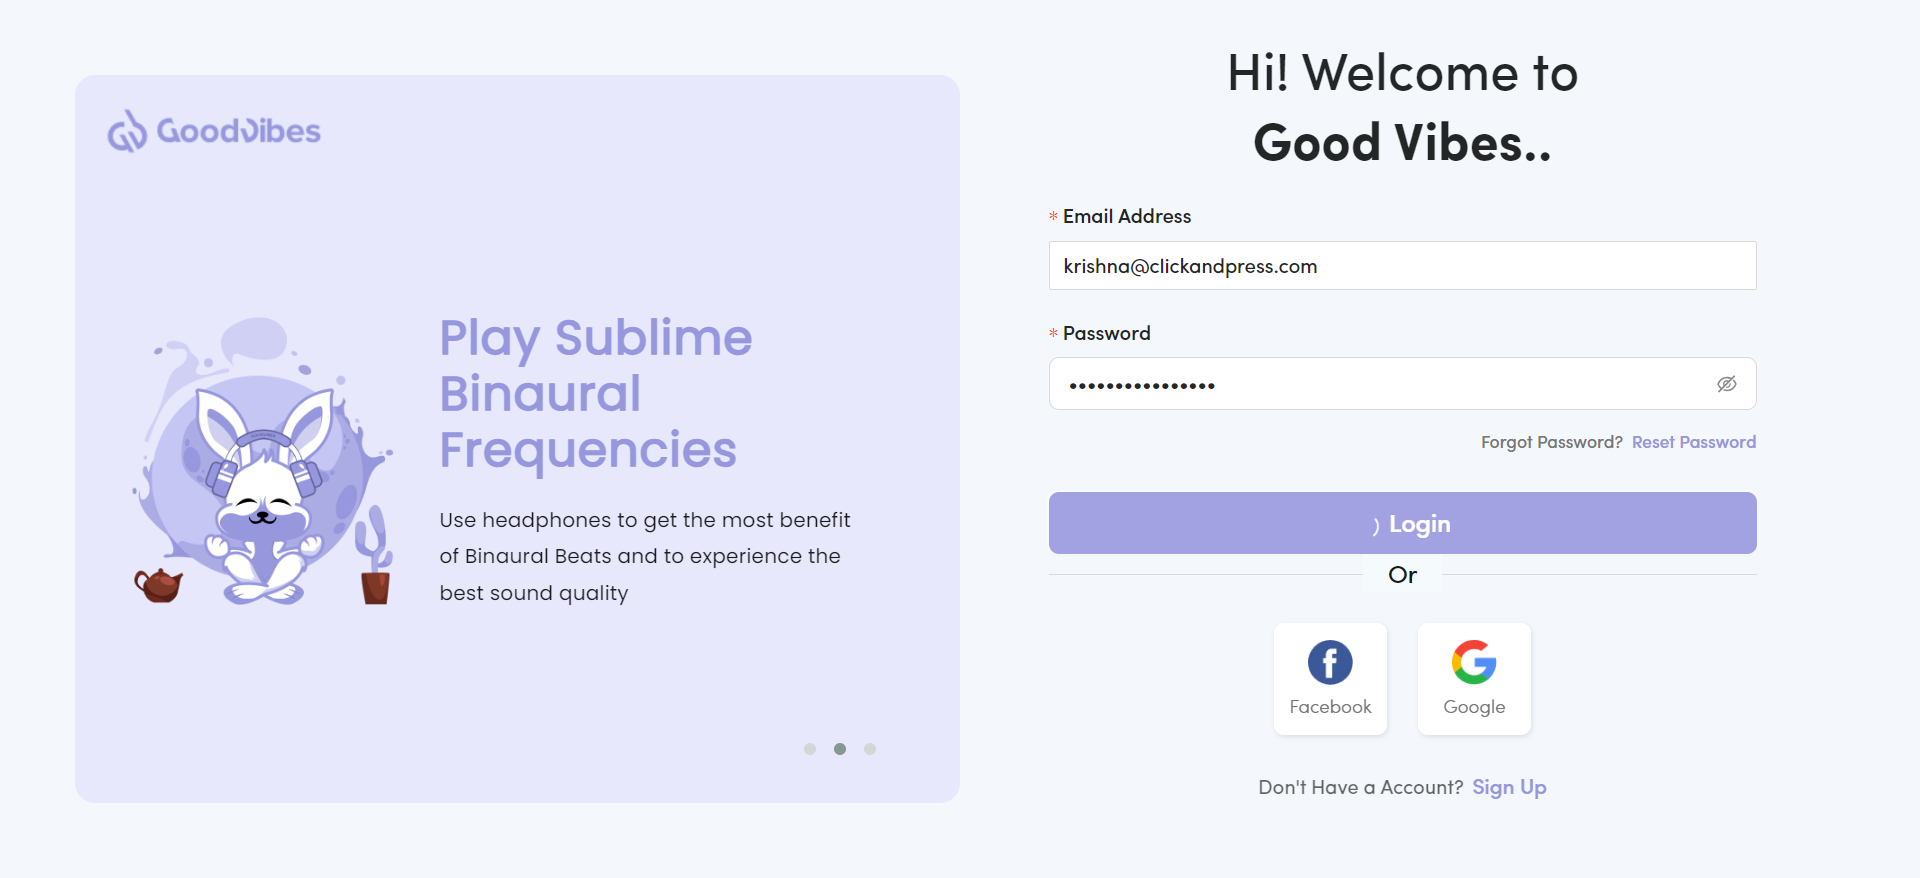 GoodVibes
Play Sublime
Binaural
Frequencies
Use headphones to get the most benefit
of Binaural Beats and to experience the
best sound quality
Hi! Welcome to
Good Vibes..
* Email Address
krishna@clickandpress.com
* Password
••••••••••••••••
Forgot Password? Reset Password
Login
Or
Facebook
Google
Don't Have a Account? Sign Up